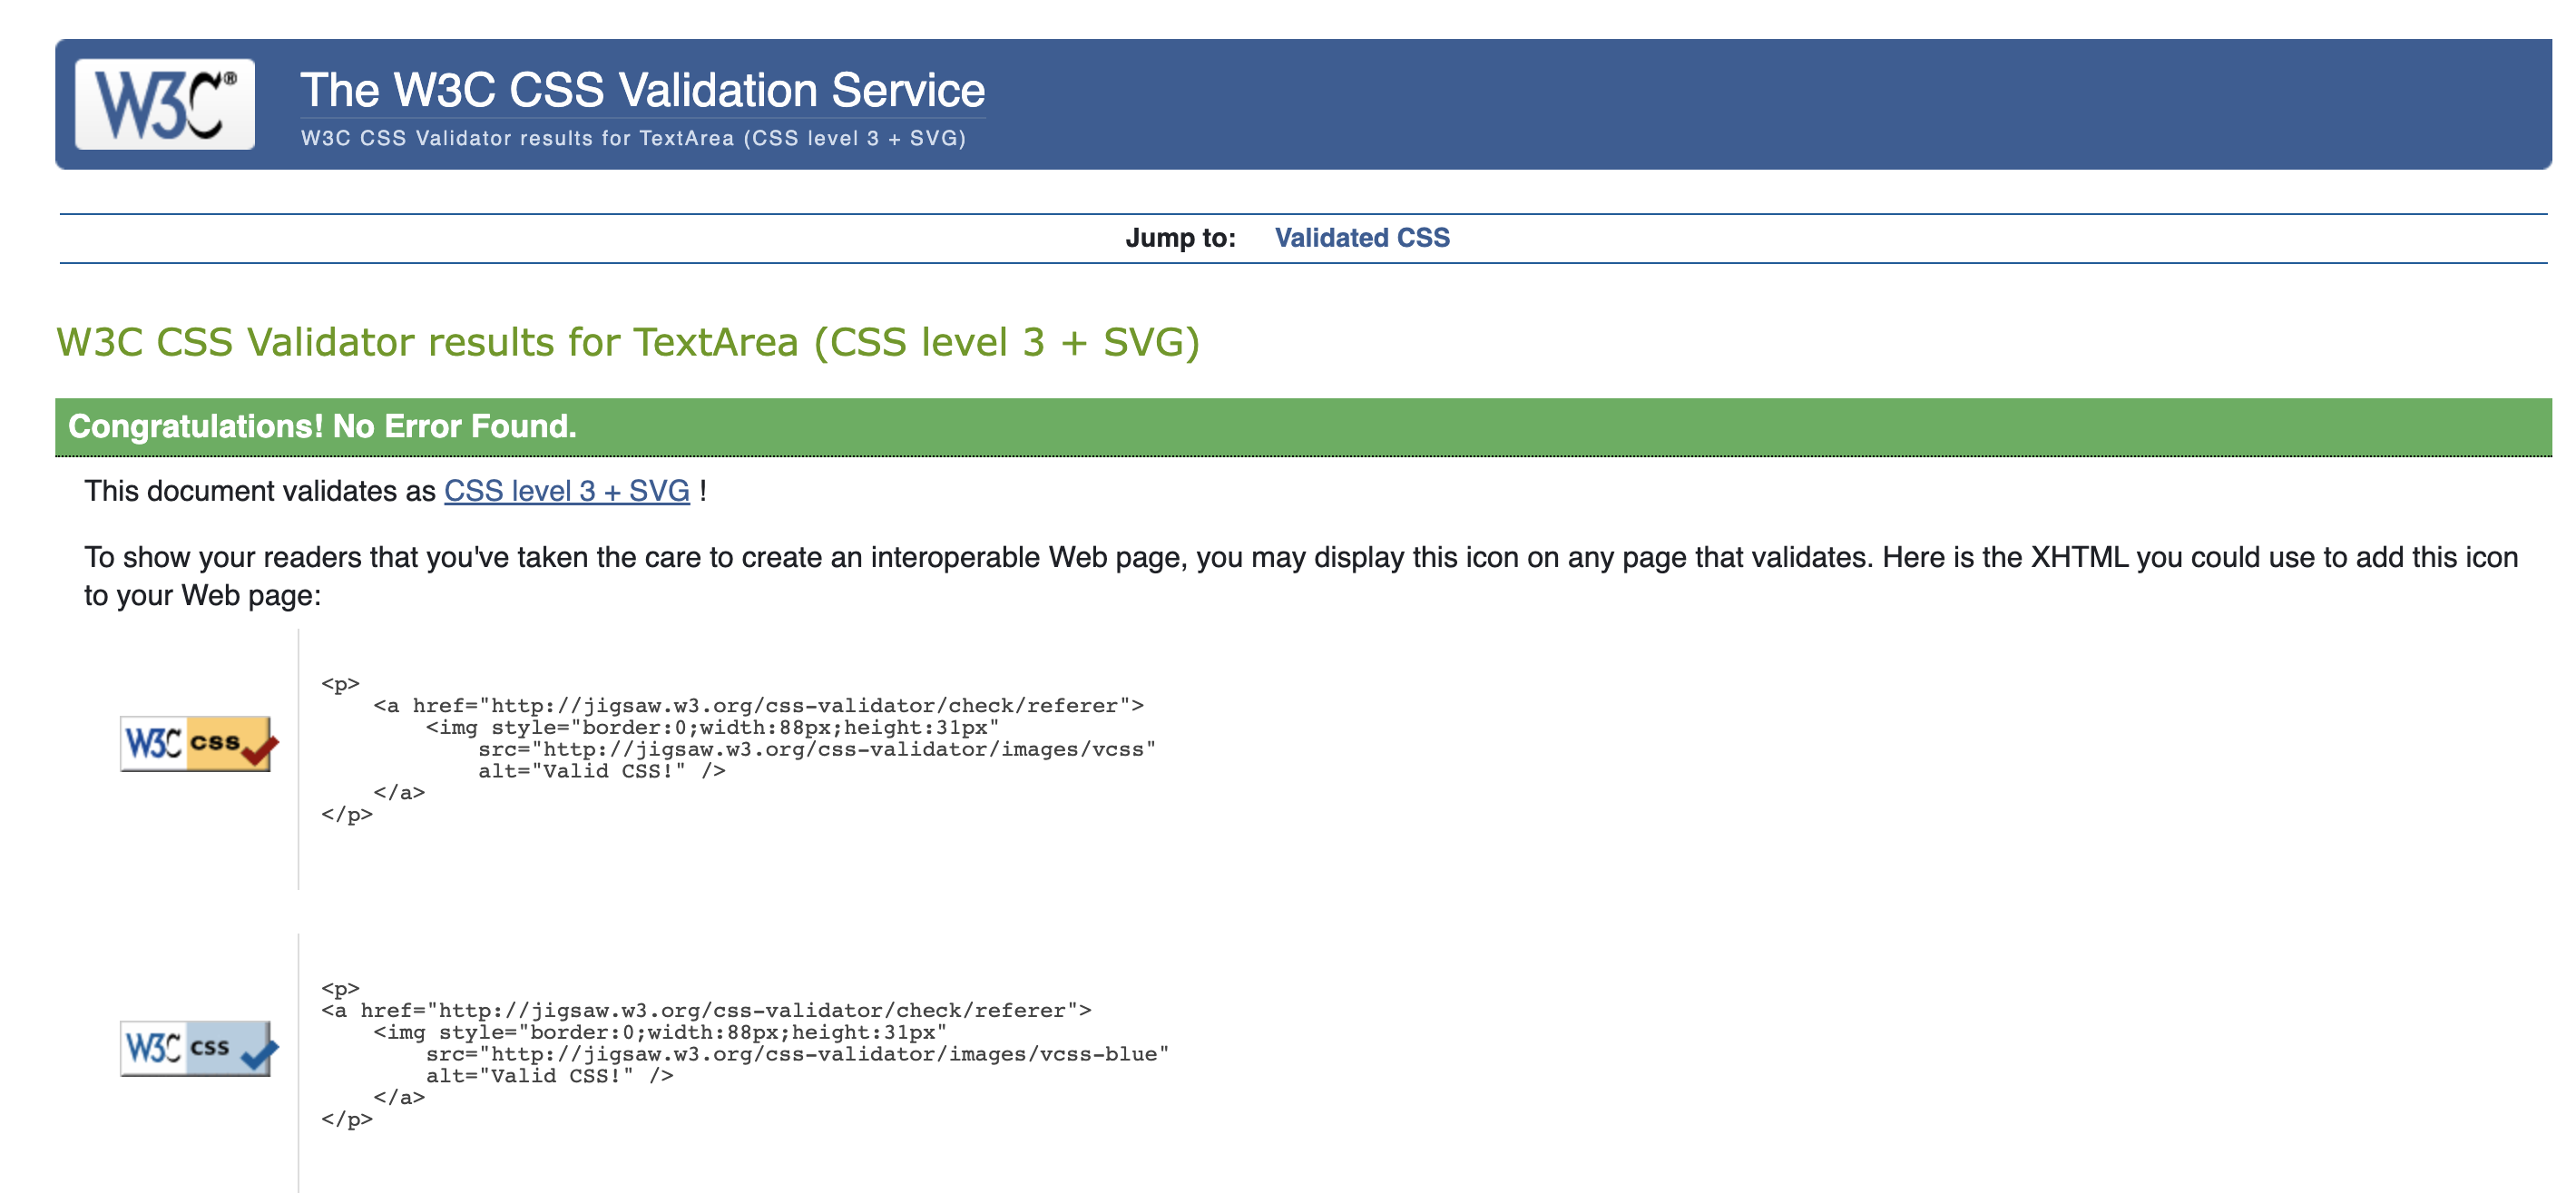 W3C®
The W3C CSS Validation Service
W3C CSS Validator results for TextArea (CSS level 3 + SVG)
Jump to: Validated CSS
W3C CSS Validator results for TextArea (CSS level 3 + SVG)
Congratulations! No Error Found.
This document validates as CSS level 3 + SVG !
To show your readers that you've taken the care to create an interoperable Web page, you may display this icon on any page that validates. Here is the XHTML you could use to add this icon
to your Web page:
W3C css
<p>
    <a href="http://jigsaw.w3.org/css-validator/check/referer">
        <img style="border:0;width:88px;height:31px"
            src="http://jigsaw.w3.org/css-validator/images/vcss"
            alt="Valid CSS!" />
    </a>
</p>
W3C css
<p>
<a href="http://jigsaw.w3.org/css-validator/check/referer">
    <img style="border:0;width:88px;height:31px"
        src="http://jigsaw.w3.org/css-validator/images/vcss-blue"
        alt="Valid CSS!" />
    </a>
</p>